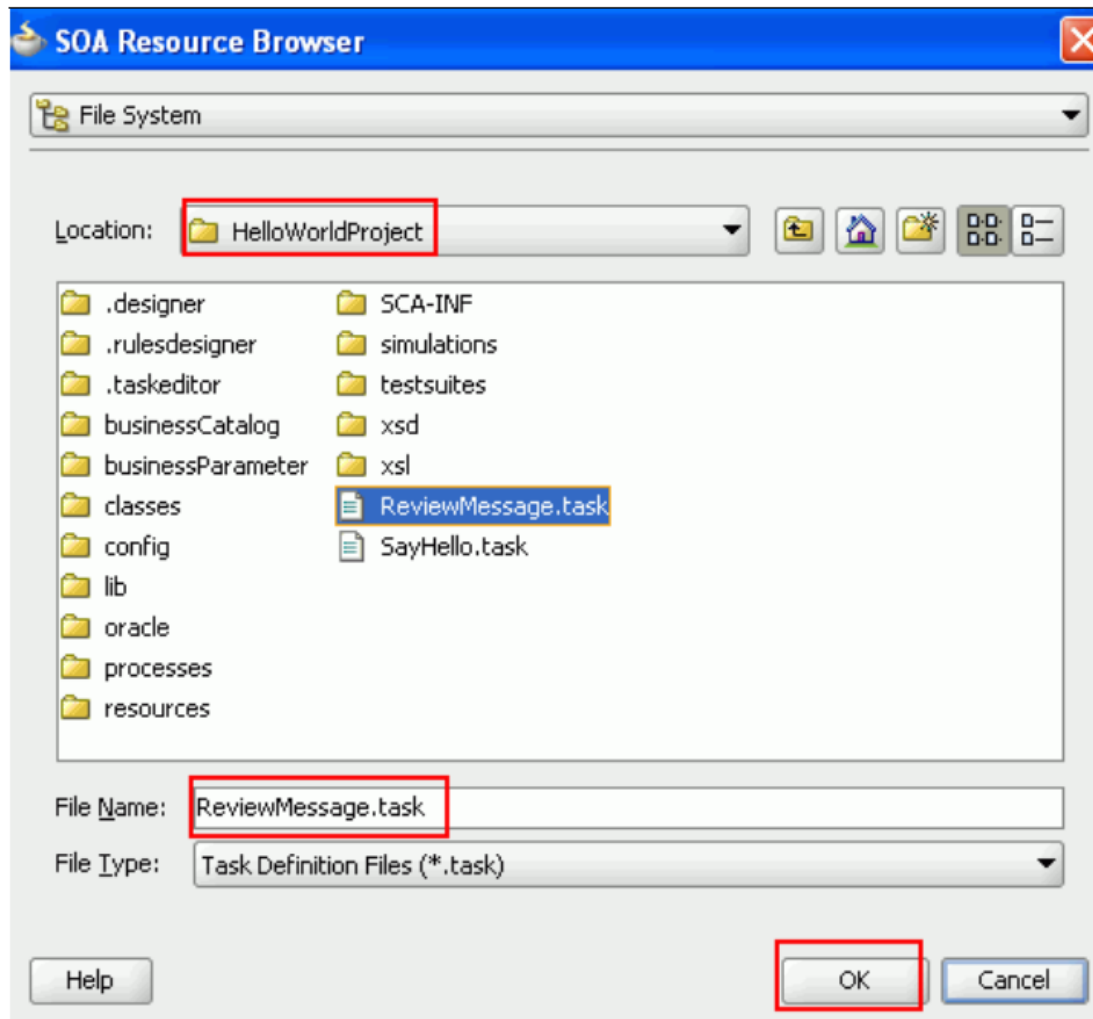 SOA Resource Browser
File System
Location: HelloWorldProject
.designer SCA-INF
.rulesdesigner simulations
.taskeditor testsuites
businessCatalog xsd
businessParameter xsl
classes ReviewMessage.task
config SayHello.task
lib
oracle
processes
resources
File Name: ReviewMessage.task
File Type: Task Definition Files (*.task)
Help OK Cancel